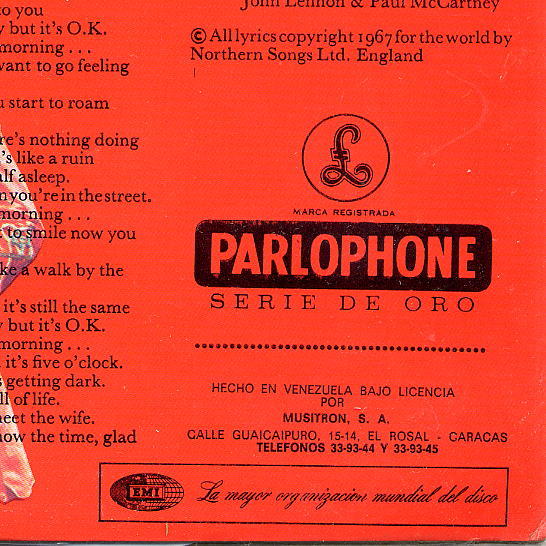 to you
y but it's O.K.
morning . . .
want to go feeling
u start to roam
re's nothing doing
's like a ruin
alf asleep.
n you're in the street.
morning . . .
t to smile now you
ke a walk by the
it's still the same
y but it's O.K.
morning . . .
it's five o'clock.
s getting dark.
ll of life.
meet the wife.
now the time, glad
John Lennon & Paul McCartney
© All lyrics copyright 1967 for the world by
Northern Songs Ltd. England
£
MARCA REGISTRADA
PARLOPHONE
SERIE DE ORO
HECHO EN VENEZUELA BAJO LICENCIA
POR
MUSITRON, S. A.
CALLE GUAICAIPURO, 15-14, EL ROSAL - CARACAS
TELEFONOS 33-93-44 Y 33-93-45
EMI La mayor organizacion mundial del disco